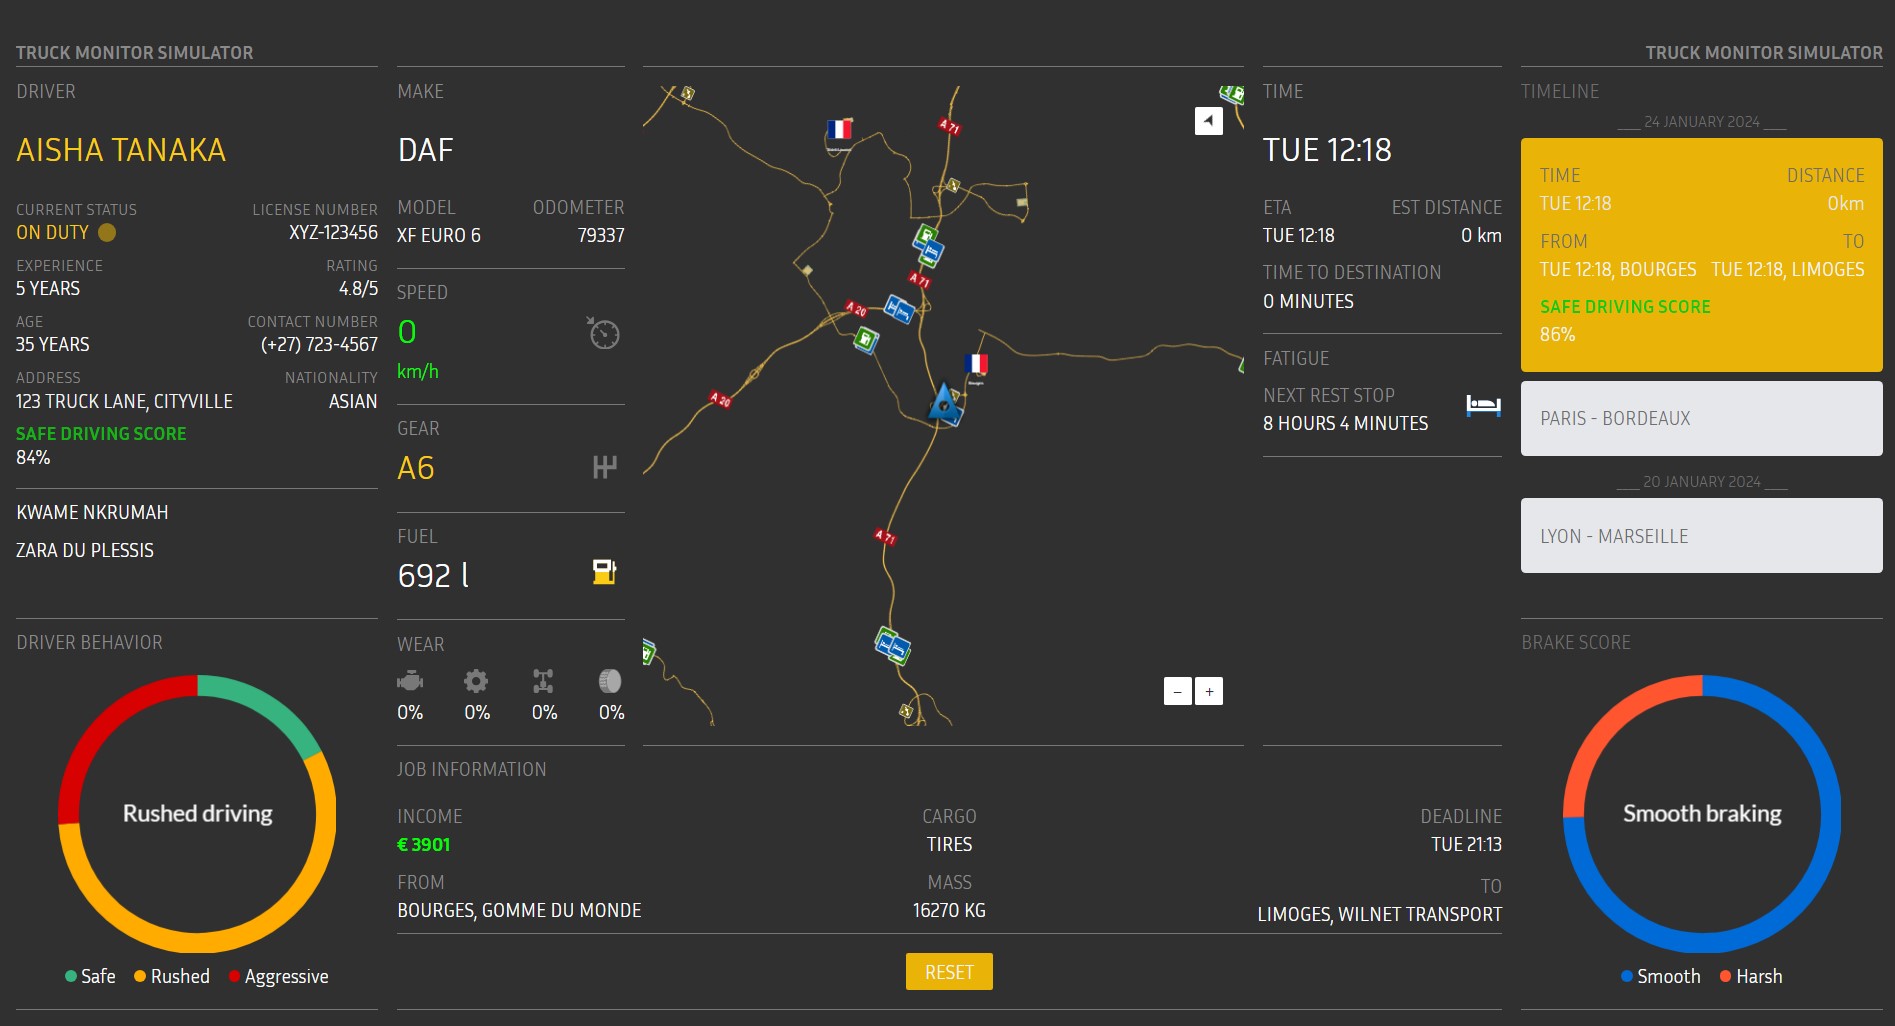 TRUCK MONITOR SIMULATOR
TRUCK MONITOR SIMULATOR
DRIVER
AISHA TANAKA
CURRENT STATUS LICENSE NUMBER
ON DUTY XYZ-123456
EXPERIENCE RATING
5 YEARS 4.8/5
AGE CONTACT NUMBER
35 YEARS (+27) 723-4567
ADDRESS NATIONALITY
123 TRUCK LANE, CITYVILLE ASIAN
SAFE DRIVING SCORE
84%
KWAME NKRUMAH
ZARA DU PLESSIS
DRIVER BEHAVIOR
Rushed driving
Safe Rushed Aggressive
MAKE
DAF
MODEL ODOMETER
XF EURO 6 79337
SPEED
0
km/h
GEAR
A6
FUEL
692 l
WEAR
0% 0% 0% 0%
A 71
A 71
A 20
A 20
A 71
− +
TIME
TUE 12:18
ETA EST DISTANCE
TUE 12:18 0 km
TIME TO DESTINATION
0 MINUTES
FATIGUE
NEXT REST STOP
8 HOURS 4 MINUTES
JOB INFORMATION
INCOME CARGO DEADLINE
€ 3901 TIRES TUE 21:13
FROM MASS TO
BOURGES, GOMME DU MONDE 16270 KG LIMOGES, WILNET TRANSPORT
RESET
TIMELINE
___ 24 JANUARY 2024 ___
TIME DISTANCE
TUE 12:18 0km
FROM TO
TUE 12:18, BOURGES TUE 12:18, LIMOGES
SAFE DRIVING SCORE
86%
PARIS - BORDEAUX
___ 20 JANUARY 2024 ___
LYON - MARSEILLE
BRAKE SCORE
Smooth braking
Smooth Harsh